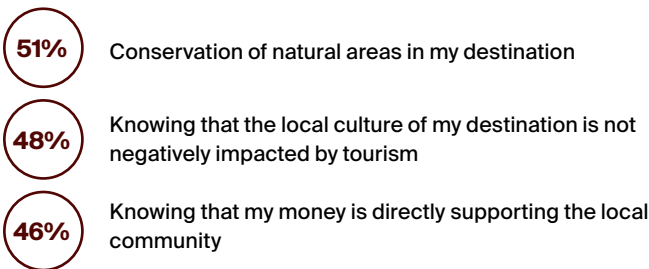 51%
Conservation of natural areas in my destination
48%
Knowing that the local culture of my destination is not
negatively impacted by tourism
46%
Knowing that my money is directly supporting the local
community